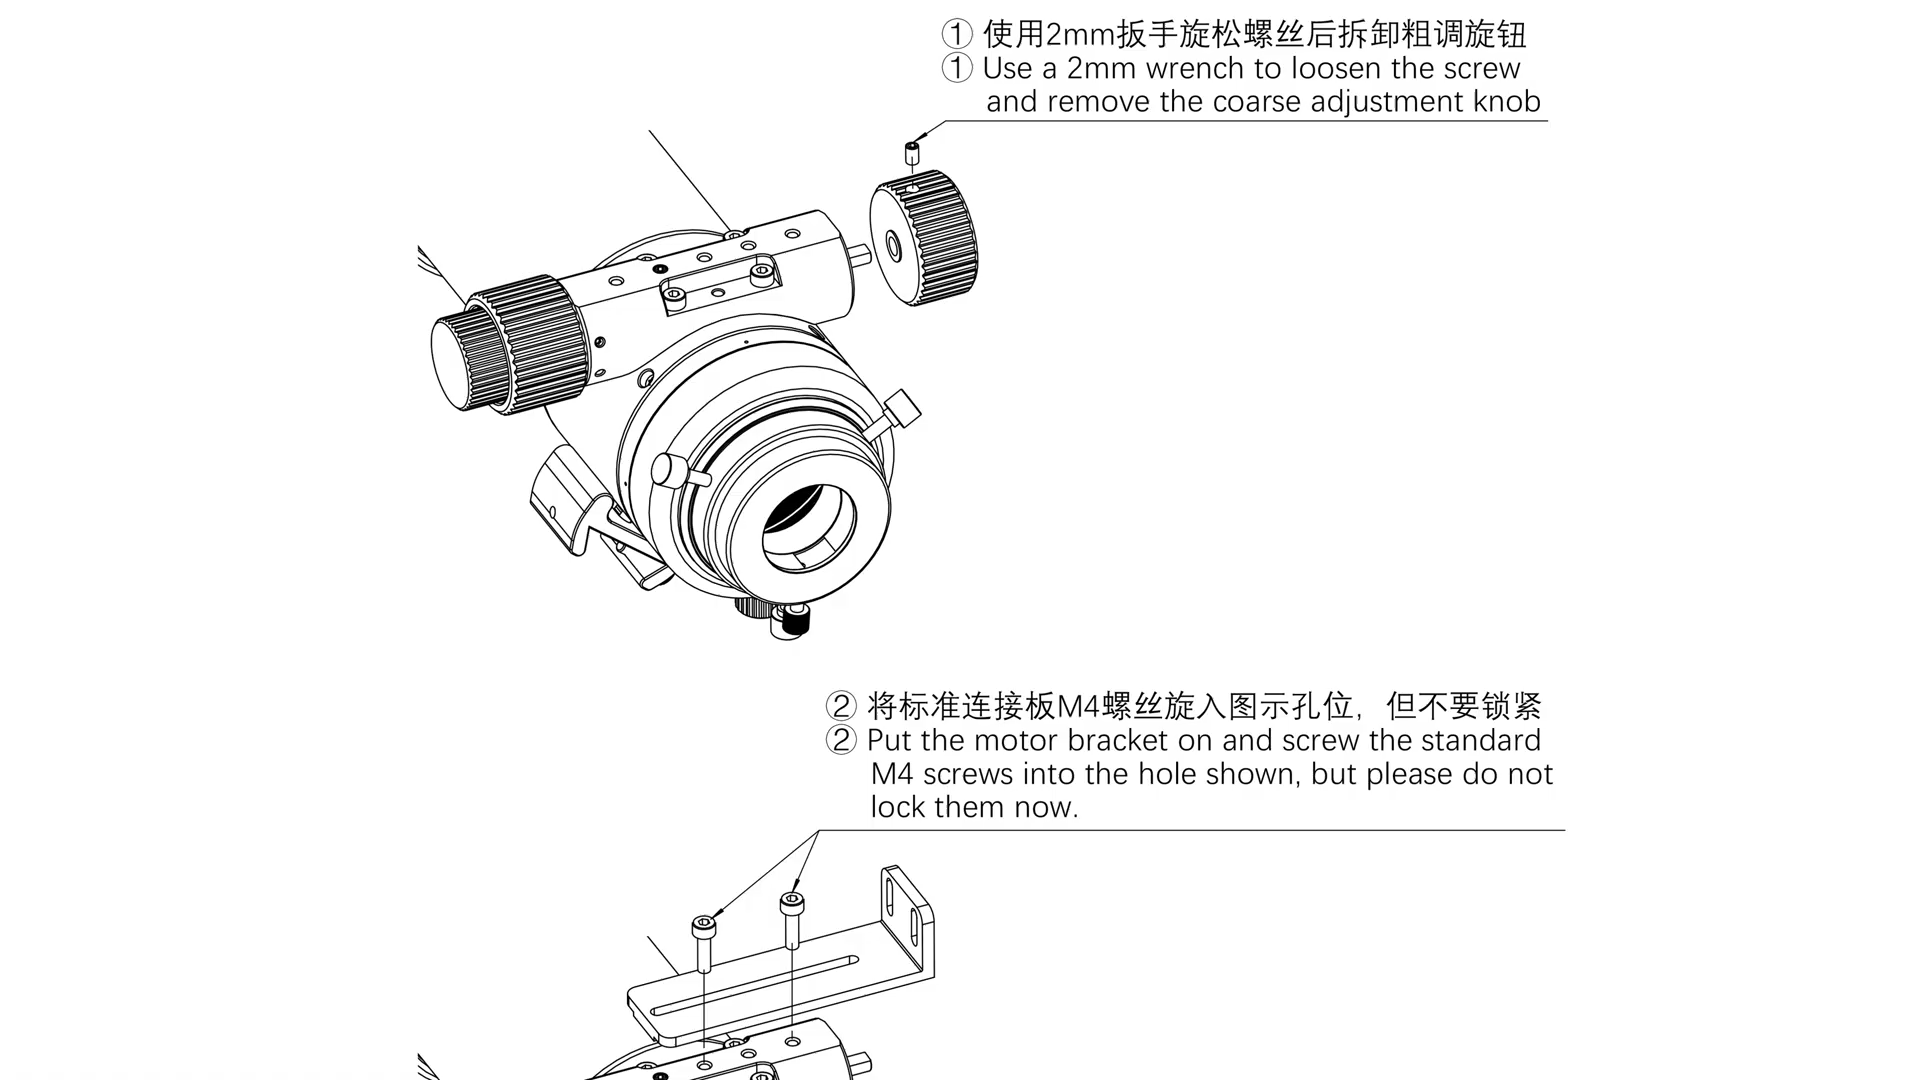 ① 使用2mm扳手旋松螺丝后拆卸粗调旋钮
① Use a 2mm wrench to loosen the screw
and remove the coarse adjustment knob
② 将标准连接板M4螺丝旋入图示孔位，但不要锁紧
② Put the motor bracket on and screw the standard
M4 screws into the hole shown, but please do not
lock them now.